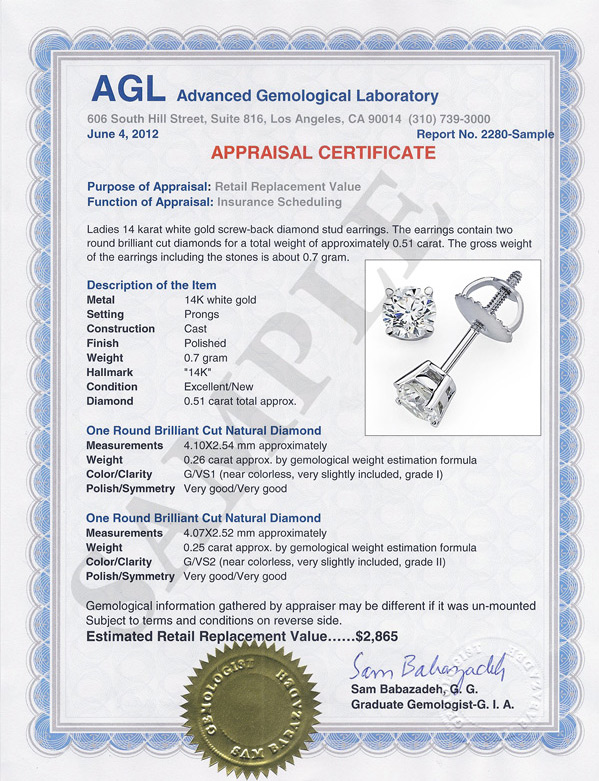 AGL Advanced Gemological Laboratory
606 South Hill Street, Suite 816, Los Angeles, CA 90014 (310) 739-3000
June 4, 2012 Report No. 2280-Sample
APPRAISAL CERTIFICATE
Purpose of Appraisal: Retail Replacement Value
Function of Appraisal: Insurance Scheduling
Ladies 14 karat white gold screw-back diamond stud earrings. The earrings contain two
round brilliant cut diamonds for a total weight of approximately 0.51 carat. The gross weight
of the earrings including the stones is about 0.7 gram.
Description of the Item
Metal 14K white gold
Setting Prongs
Construction Cast
Finish Polished
Weight 0.7 gram
Hallmark "14K"
Condition Excellent/New
Diamond 0.51 carat total approx.
One Round Brilliant Cut Natural Diamond
Measurements 4.10X2.54 mm approximately
Weight 0.26 carat approx. by gemological weight estimation formula
Color/Clarity G/VS1 (near colorless, very slightly included, grade I)
Polish/Symmetry Very good/Very good
One Round Brilliant Cut Natural Diamond
Measurements 4.07X2.52 mm approximately
Weight 0.25 carat approx. by gemological weight estimation formula
Color/Clarity G/VS2 (near colorless, very slightly included, grade II)
Polish/Symmetry Very good/Very good
Gemological information gathered by appraiser may be different if it was un-mounted
Subject to terms and conditions on reverse side.
Estimated Retail Replacement Value......$2,865
Sam Babazadeh
Sam Babazadeh, G. G.
Graduate Gemologist-G. I. A.
GEMOLOGIST
SAM BABAZADEH
SAMPLE